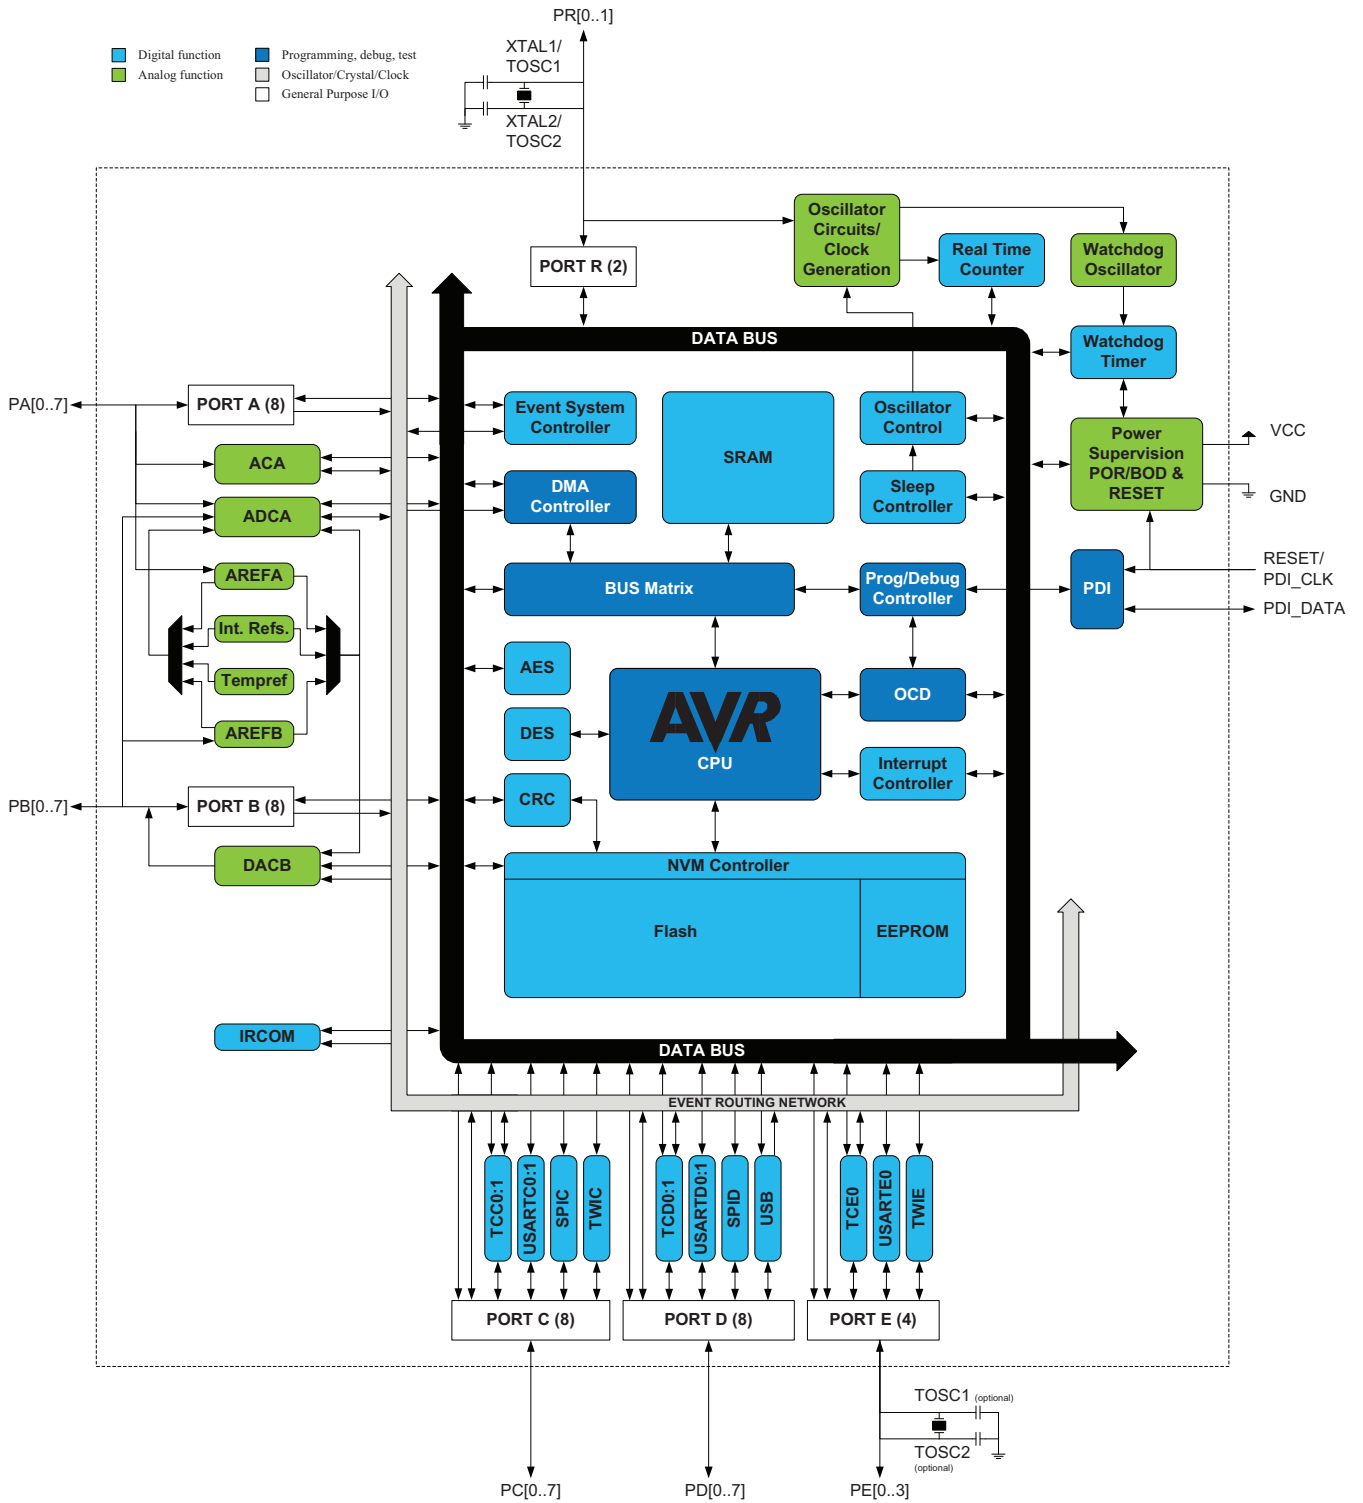 PR[0..1]
Digital function
Analog function
Programming, debug, test
Oscillator/Crystal/Clock
General Purpose I/O
XTAL1/
TOSC1
XTAL2/
TOSC2
PORT R (2)
Oscillator
Circuits/
Clock
Generation
Real Time
Counter
Watchdog
Oscillator
DATA BUS
Watchdog
Timer
PA[0..7]
PORT A (8)
Event System
Controller
SRAM
Oscillator
Control
Power
Supervision
POR/BOD &
RESET
VCC
GND
ACA
DMA
Controller
Sleep
Controller
ADCA
AREFA
BUS Matrix
Prog/Debug
Controller
PDI
RESET/
PDI_CLK
PDI_DATA
Int. Refs.
AES
Tempref
AVR
CPU
OCD
AREFB
DES
Interrupt
Controller
PB[0..7]
PORT B (8)
CRC
DACB
NVM Controller
Flash
EEPROM
IRCOM
DATA BUS
EVENT ROUTING NETWORK
TCC0:1
USARTC0:1
SPIC
TWIC
TCD0:1
USARTD0:1
SPID
USB
TCE0
USARTE0
TWIE
PORT C (8)
PORT D (8)
PORT E (4)
TOSC1 (optional)
TOSC2
(optional)
PC[0..7]
PD[0..7]
PE[0..3]